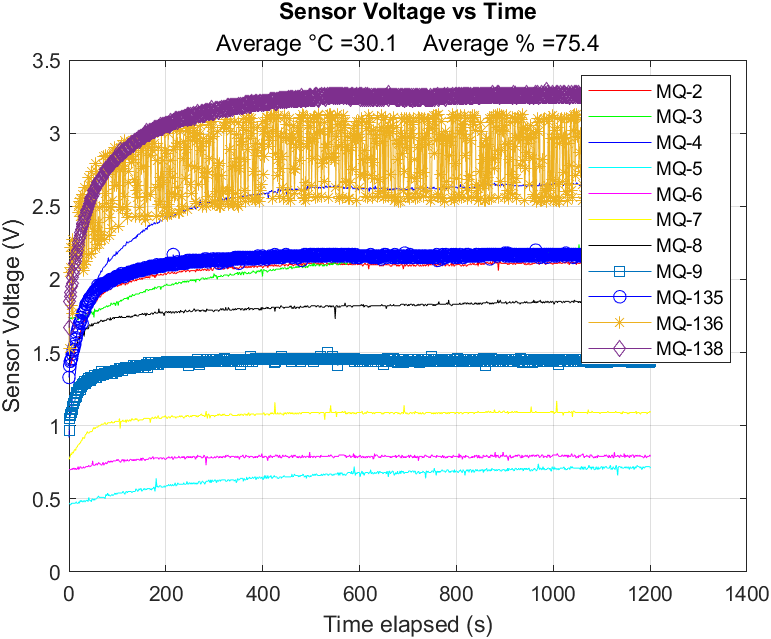 Sensor Voltage vs Time
Average °C =30.1 Average % =75.4
Sensor Voltage (V)
3.5
3
2.5
2
1.5
1
0.5
0
MQ-2
MQ-3
MQ-4
MQ-5
MQ-6
MQ-7
MQ-8
MQ-9
MQ-135
MQ-136
MQ-138
0 200 400 600 800 1000 1200 1400
Time elapsed (s)